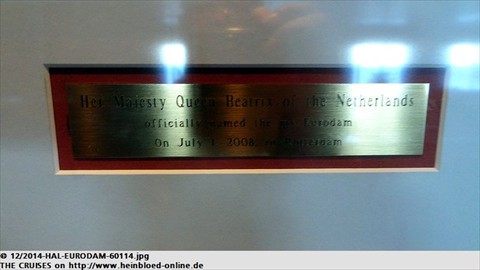 Her Majesty Queen Beatrix of the Netherlands
officially named the ms Eurodam
On July 1, 2008, in Rotterdam
© 12/2014-HAL-EURODAM-60114.jpg
THE CRUISES on http://www.heinbloed-online.de